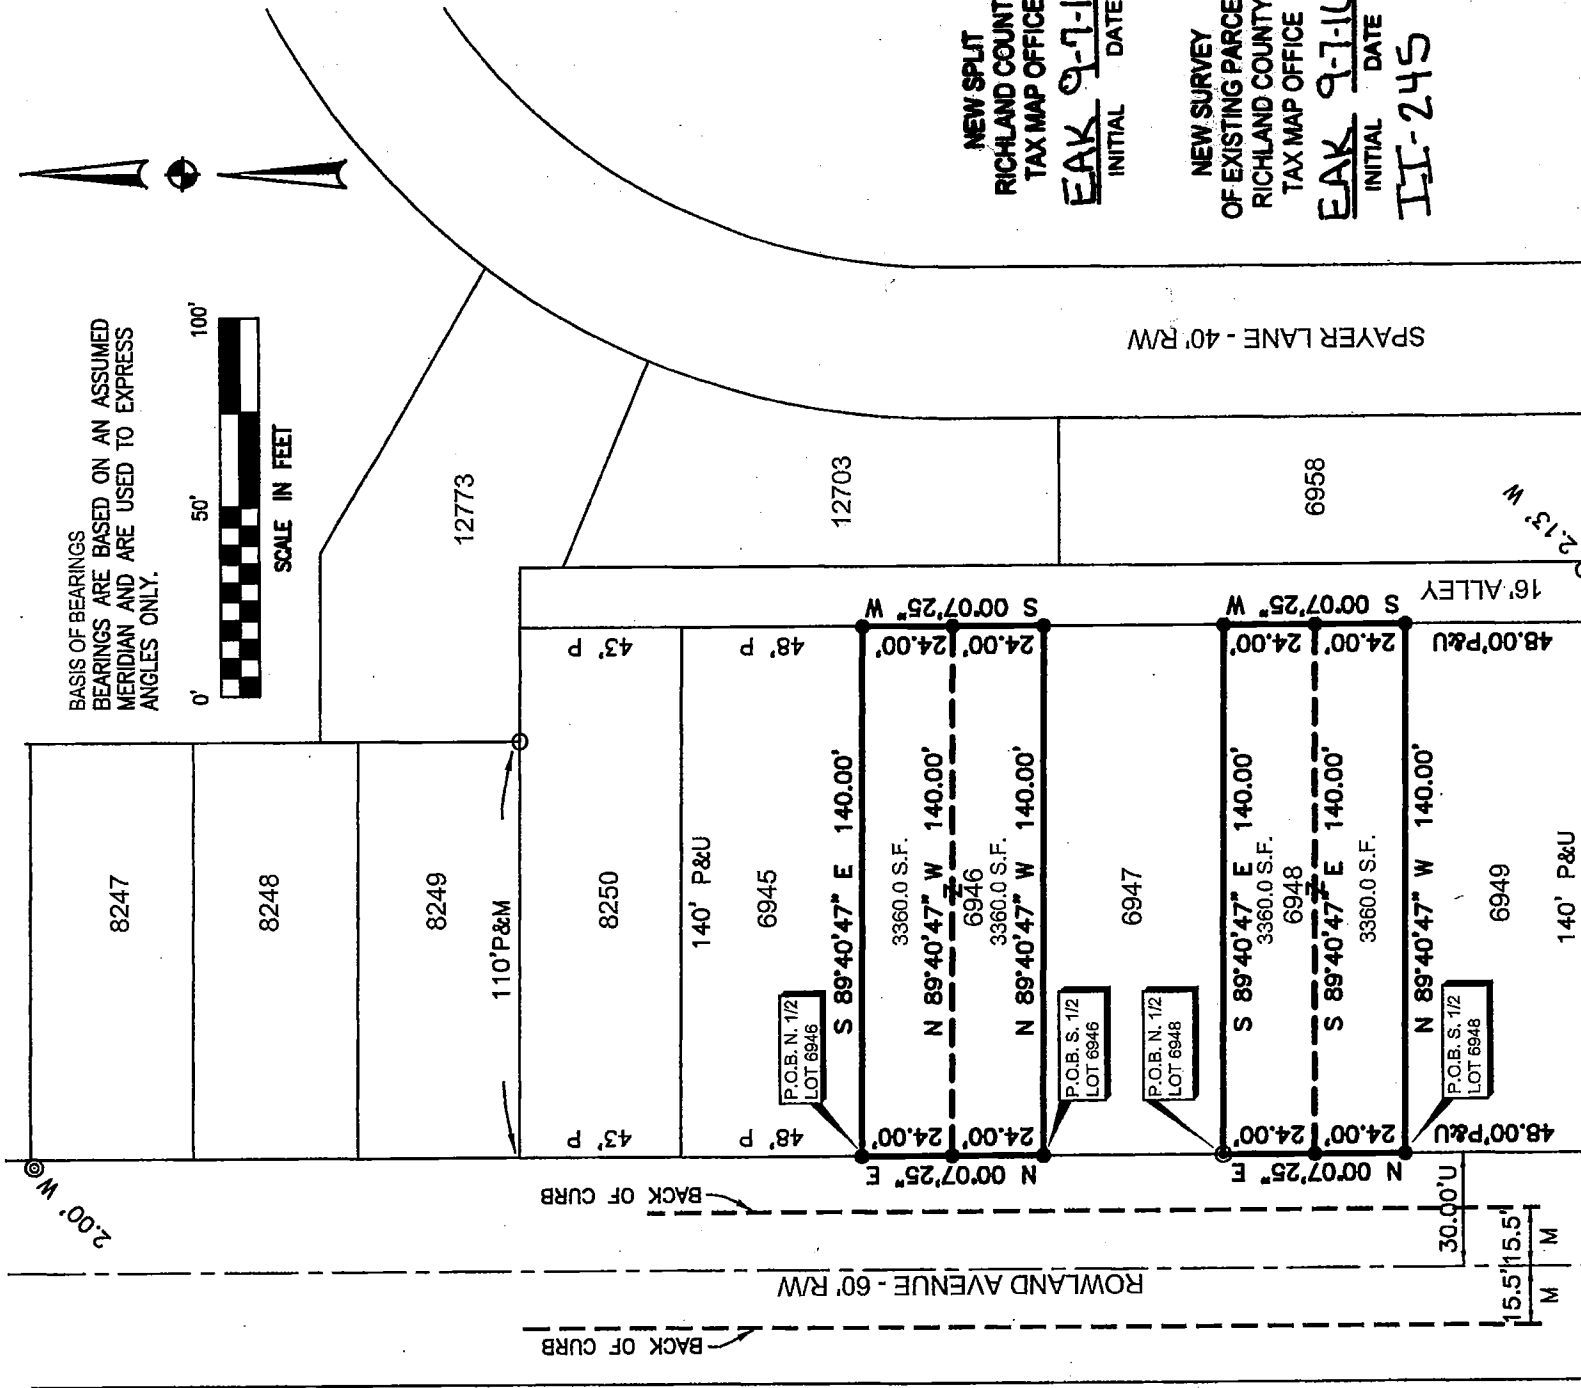 BASIS OF BEARINGS
BEARINGS ARE BASED ON AN ASSUMED
MERIDIAN AND ARE USED TO EXPRESS
ANGLES ONLY.
0' 50' 100'
SCALE IN FEET
NEW SPLIT
RICHLAND COUNT
TAX MAP OFFICE
EAK 9-7-1
INITIAL DATE
NEW SURVEY
OF EXISTING PARCE
RICHLAND COUNTY
TAX MAP OFFICE
EAK 9-7-10
INITIAL DATE
II-245
SPAYER LANE - 40' R/W
12773
12703
6958
2.13' W
16' ALLEY
8247
8248
8249
110'P&M
8250
43' P
43' P
140' P&U
6945
48' P
48' P
P.O.B. N. 1/2
LOT 6946
S 89°40'47" E 140.00'
3360.0 S.F.
24.00'
24.00'
N 89°40'47" W 140.00'
Z
6946
3360.0 S.F.
24.00'
24.00'
N 89°40'47" W 140.00'
N 00°07'25" E
S 00°07'25" W
P.O.B. S. 1/2
LOT 6946
6947
P.O.B. N. 1/2
LOT 6948
S 89°40'47" E 140.00'
3360.0 S.F.
24.00'
24.00'
6948
Z
S 89°40'47" E 140.00'
3360.0 S.F.
24.00'
24.00'
N 89°40'47" W 140.00'
N 00°07'25" E
S 00°07'25" W
P.O.B. S. 1/2
LOT 6948
48.00'P&U
48.00'P&U
6949
140' P&U
2.00' W
BACK OF CURB
BACK OF CURB
ROWLAND AVENUE - 60' R/W
30.00'U
15.5' 15.5'
M M